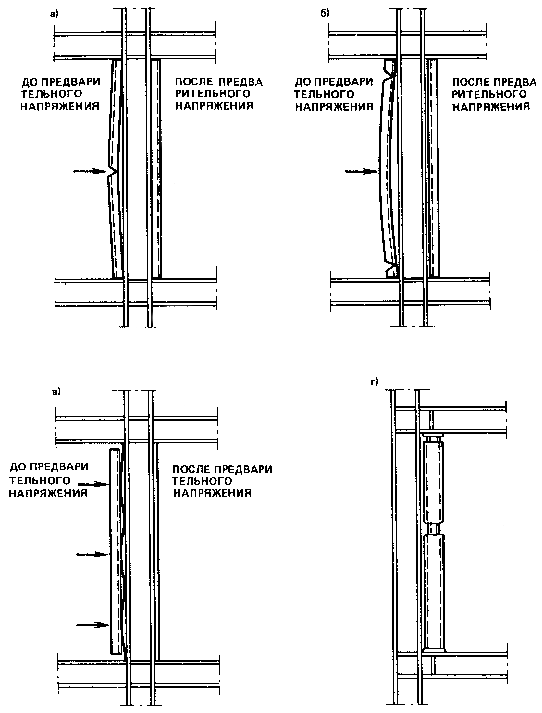 а)
ДО ПРЕДВАРИ
ТЕЛЬНОГО
НАПРЯЖЕНИЯ
ПОСЛЕ ПРЕДВА
РИТЕЛЬНОГО
НАПРЯЖЕНИЯ
б)
ДО ПРЕДВАРИ
ТЕЛЬНОГО
НАПРЯЖЕНИЯ
ПОСЛЕ ПРЕДВА
РИТЕЛЬНОГО
НАПРЯЖЕНИЯ
в)
ДО ПРЕДВАРИ
ТЕЛЬНОГО
НАПРЯЖЕНИЯ
ПОСЛЕ ПРЕДВАРИ
ТЕЛЬНОГО
НАПРЯЖЕНИЯ
г)